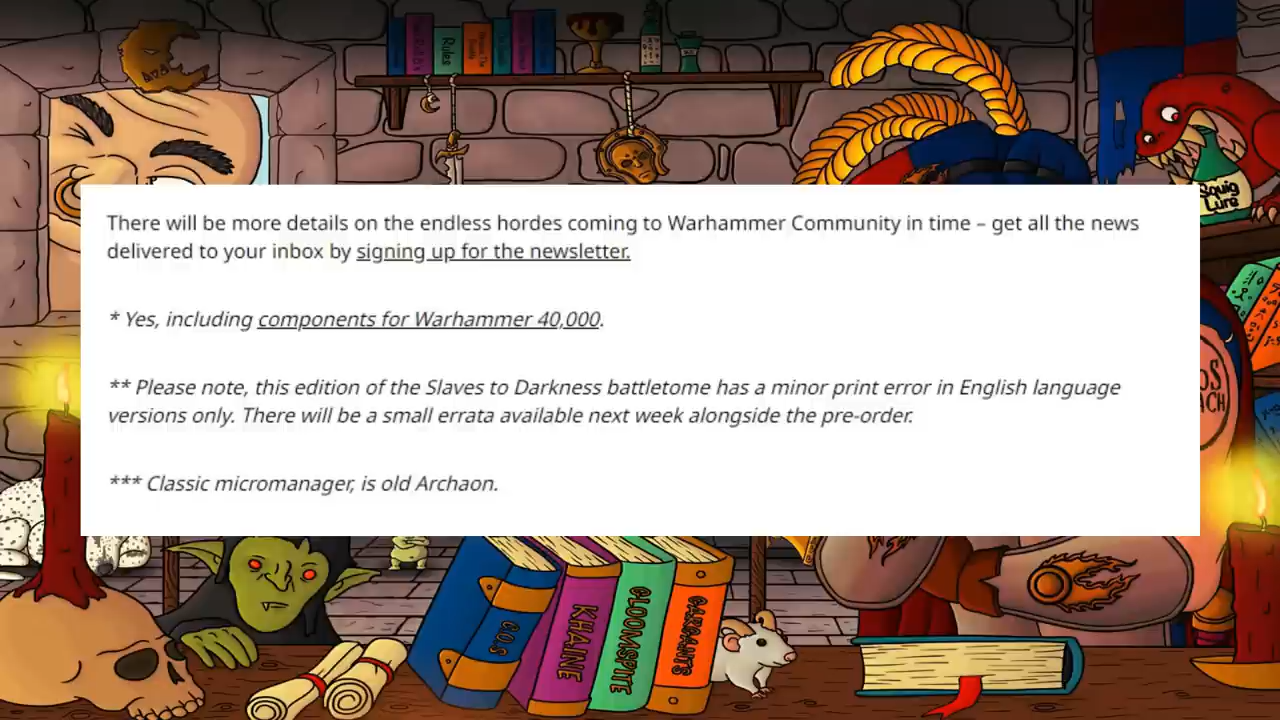 Rules
Squig
Lure
There will be more details on the endless hordes coming to Warhammer Community in time – get all the news
delivered to your inbox by signing up for the newsletter.
* Yes, including components for Warhammer 40,000.
** Please note, this edition of the Slaves to Darkness battletome has a minor print error in English language
versions only. There will be a small errata available next week alongside the pre-order.
*** Classic micromanager, is old Archaon.
C.O.S
KHAINE
GLOOMSPITE
GARGANTS